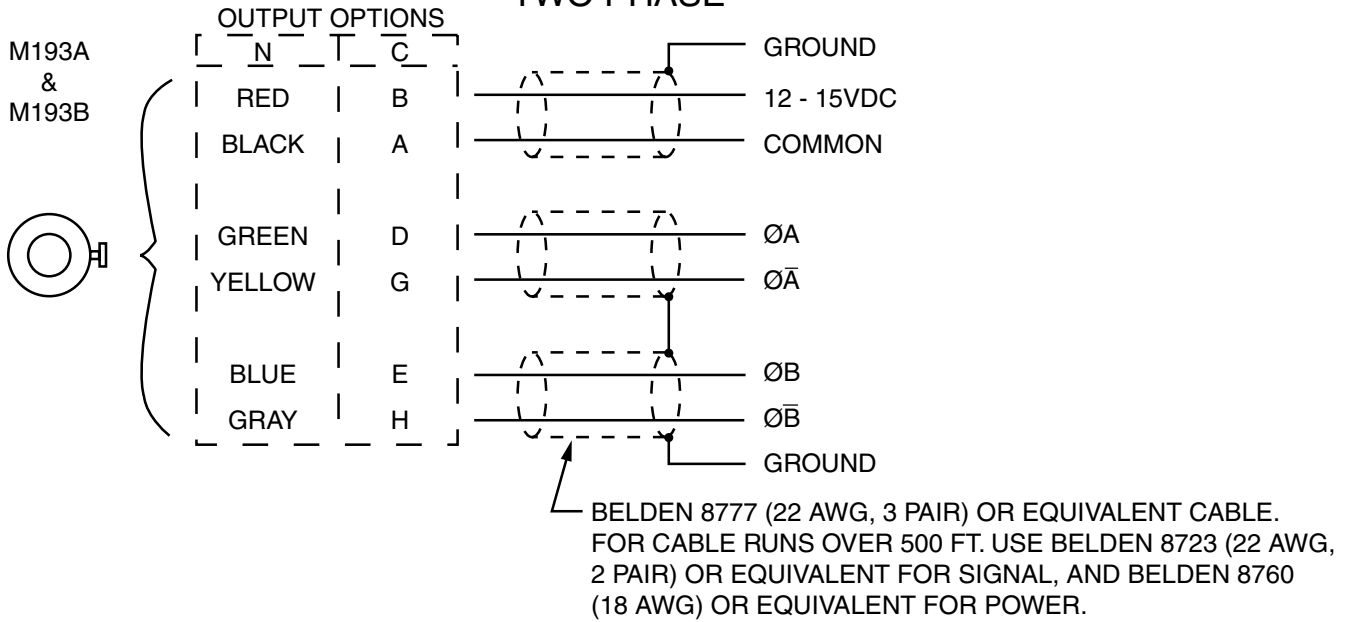 TWO PHASE
OUTPUT OPTIONS
M193A
&
M193B
N C
GROUND
RED B 12 - 15VDC
BLACK A COMMON
GREEN D ØA
YELLOW G ØA̅
BLUE E ØB
GRAY H ØB̅
GROUND
BELDEN 8777 (22 AWG, 3 PAIR) OR EQUIVALENT CABLE.
FOR CABLE RUNS OVER 500 FT. USE BELDEN 8723 (22 AWG,
2 PAIR) OR EQUIVALENT FOR SIGNAL, AND BELDEN 8760
(18 AWG) OR EQUIVALENT FOR POWER.